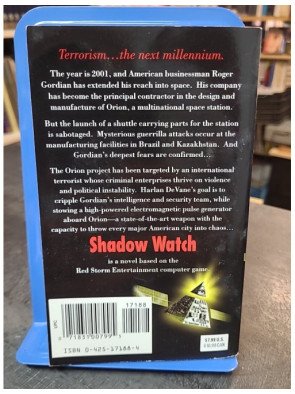 Terrorism...the next millennium.
The year is 2001, and American businessman Roger
Gordian has extended his reach into space. His company
has become the principal contractor in the design and
manufacture of Orion, a multinational space station.
But the launch of a shuttle carrying parts for the station
is sabotaged. Mysterious guerrilla attacks occur at the
manufacturing facilities in Brazil and Kazakhstan. And
Gordian's deepest fears are confirmed...
The Orion project has been targeted by an international
terrorist whose criminal enterprises thrive on violence
and political instability. Harlan DeVane's goal is to
cripple Gordian's intelligence and security team, while
stowing a high-powered electromagnetic pulse generator
aboard Orion—a state-of-the-art weapon with the
capacity to throw every major American city into chaos...
Shadow Watch
is a novel based on the
Red Storm Entertainment computer game.
17188
ISBN 0-425-17188-4
$7.99 U.S.